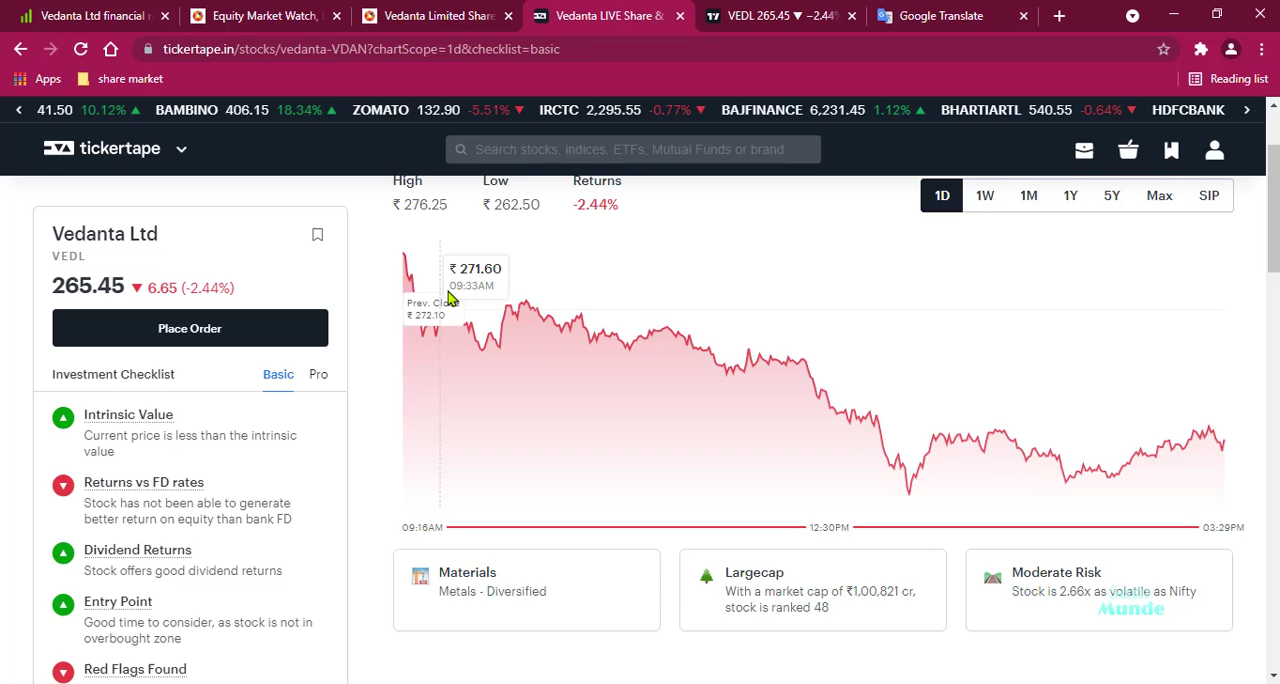 Vedanta Ltd financial
Equity Market Watch,
Vedanta Limited Share
Vedanta LIVE Share &
VEDL 265.45 ▼ −2.44%
Google Translate
tickertape.in/stocks/vedanta-VDAN?chartScope=1d&checklist=basic
Apps
share market
Reading list
41.50 10.12% ▲ BAMBINO 406.15 18.34% ▲ ZOMATO 132.90 -5.51% ▼ IRCTC 2,295.55 -0.77% ▼ BAJFINANCE 6,231.45 1.12% ▲ BHARTIARTL 540.55 -0.64% ▼ HDFCBANK
tickertape
Search stocks, indices, ETFs, Mutual Funds or brand
High
Low
Returns
₹ 276.25
₹ 262.50
-2.44%
1D 1W 1M 1Y 5Y Max SIP
Vedanta Ltd
VEDL
265.45 ▼ 6.65 (-2.44%)
Place Order
Investment Checklist
Basic
Pro
Intrinsic Value
Current price is less than the intrinsic
value
Returns vs FD rates
Stock has not been able to generate
better return on equity than bank FD
Dividend Returns
Stock offers good dividend returns
Entry Point
Good time to consider, as stock is not in
overbought zone
Red Flags Found
₹ 271.60
09:33AM
Prev.
₹ 272.10
09:16AM
12:30PM
03:29PM
Materials
Metals - Diversified
Largecap
With a market cap of ₹1,00,821 cr,
stock is ranked 48
Moderate Risk
Stock is 2.66x as volatile as Nifty
Munde